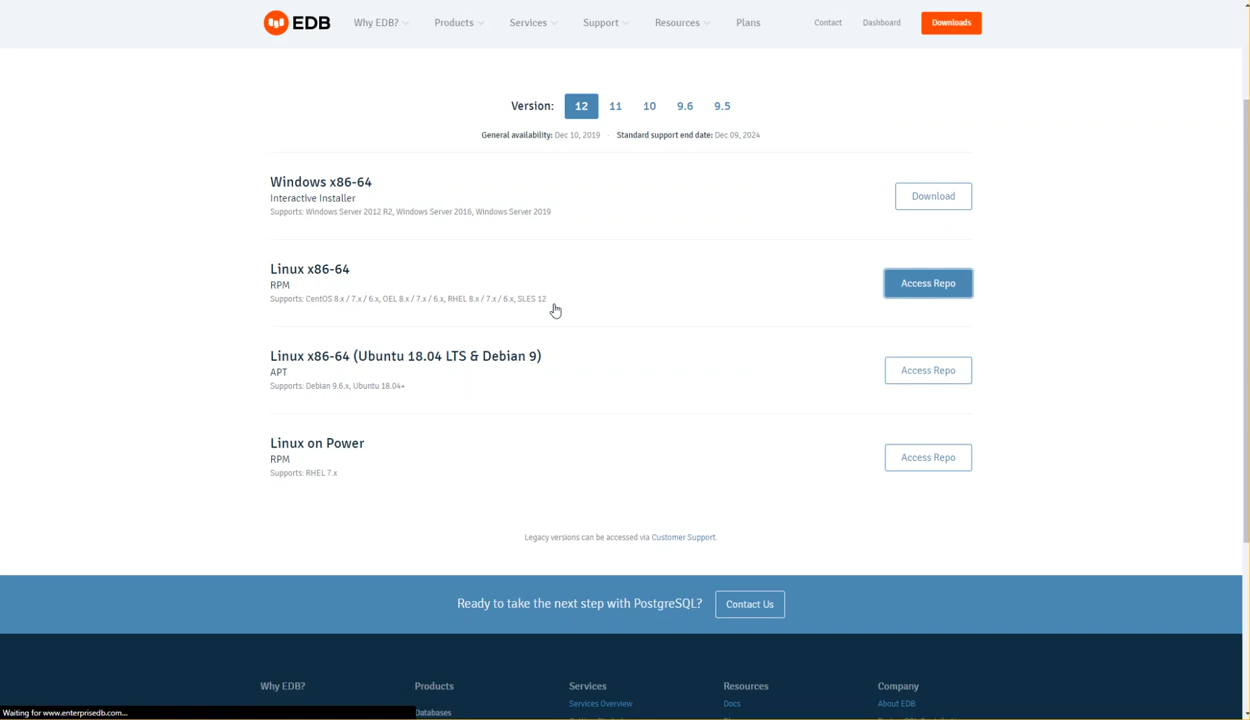 EDB Why EDB? Products Services Support Resources Plans Contact Dashboard Downloads
Version: 12 11 10 9.6 9.5
General availability: Dec 10, 2019 · Standard support end date: Dec 09, 2024
Windows x86-64
Interactive Installer
Supports: Windows Server 2012 R2, Windows Server 2016, Windows Server 2019
Download
Linux x86-64
RPM
Supports: CentOS 8.x / 7.x / 6.x, OEL 8.x / 7.x / 6.x, RHEL 8.x / 7.x / 6.x, SLES 12
Access Repo
Linux x86-64 (Ubuntu 18.04 LTS & Debian 9)
APT
Supports: Debian 9.6.x, Ubuntu 18.04+
Access Repo
Linux on Power
RPM
Supports: RHEL 7.x
Access Repo
Legacy versions can be accessed via Customer Support.
Ready to take the next step with PostgreSQL? Contact Us
Why EDB? Products Services Resources Company
Services Overview Docs About EDB
Waiting for www.enterprisedb.com... Databases